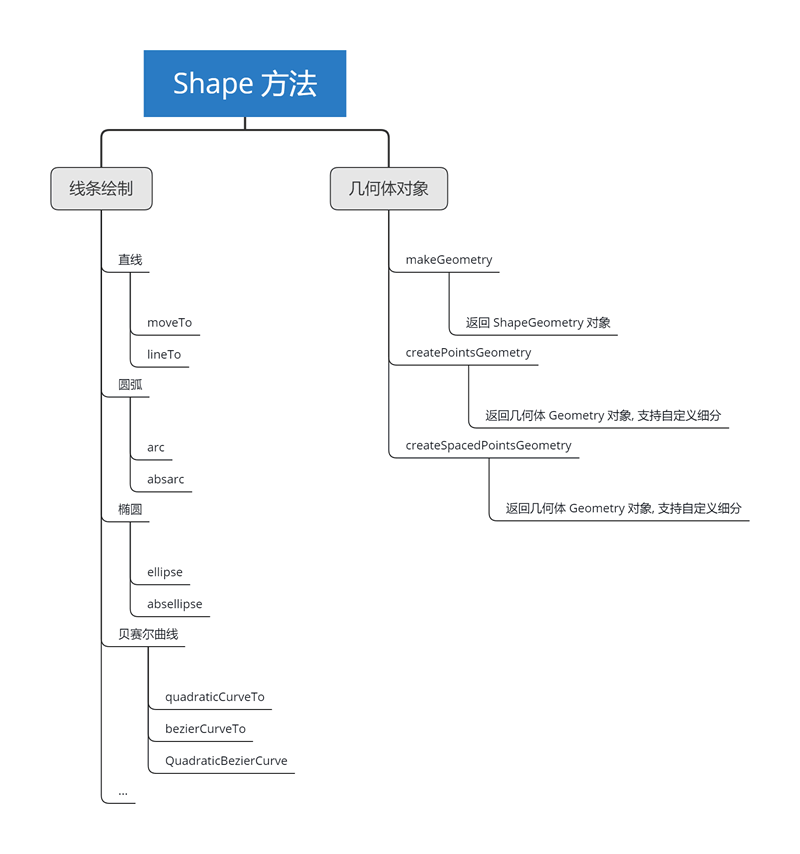 Shape 方法
线条绘制
直线
moveTo
lineTo
圆弧
arc
absarc
椭圆
ellipse
absellipse
贝赛尔曲线
quadraticCurveTo
bezierCurveTo
QuadraticBezierCurve
...
几何体对象
makeGeometry
返回 ShapeGeometry 对象
createPointsGeometry
返回几何体 Geometry 对象, 支持自定义细分
createSpacedPointsGeometry
返回几何体 Geometry 对象, 支持自定义细分